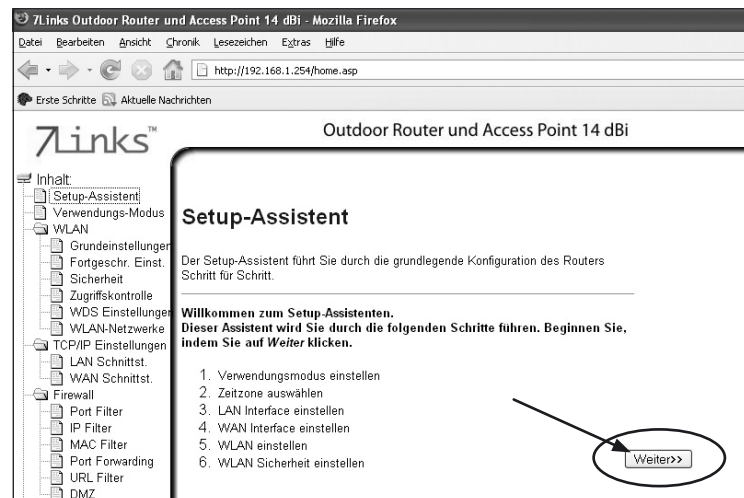 7Links Outdoor Router und Access Point 14 dBi - Mozilla Firefox
Datei Bearbeiten Ansicht Chronik Lesezeichen Extras Hilfe
http://192.168.1.254/home.asp
Erste Schritte Aktuelle Nachrichten
7Links™
Outdoor Router und Access Point 14 dBi
Inhalt:
Setup-Assistent
Verwendungs-Modus
WLAN
Grundeinstellungen
Fortgeschr. Einst.
Sicherheit
Zugriffskontrolle
WDS Einstellungen
WLAN-Netzwerke
TCP/IP Einstellungen
LAN Schnittst.
WAN Schnittst.
Firewall
Port Filter
IP Filter
MAC Filter
Port Forwarding
URL Filter
DMZ
Setup-Assistent
Der Setup-Assistent führt Sie durch die grundlegende Konfiguration des Routers
Schritt für Schritt.
Willkommen zum Setup-Assistenten.
Dieser Assistent wird Sie durch die folgenden Schritte führen. Beginnen Sie,
indem Sie auf Weiter klicken.
1. Verwendungsmodus einstellen
2. Zeitzone auswählen
3. LAN Interface einstellen
4. WAN Interface einstellen
5. WLAN einstellen
6. WLAN Sicherheit einstellen
Weiter>>